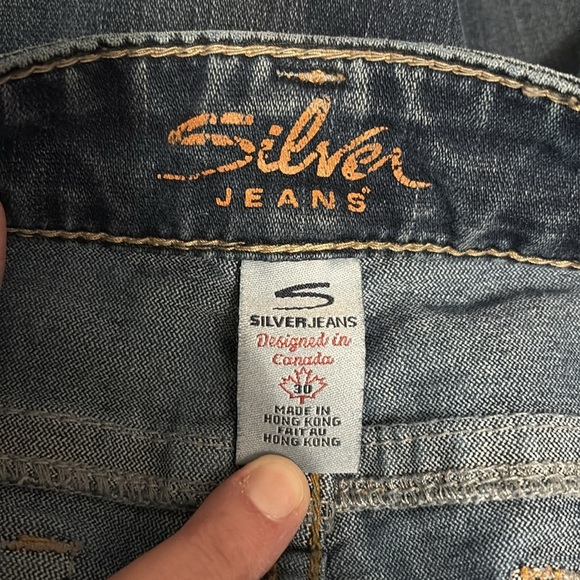 Silver
JEANS
SILVERJEANS
Designed in
Canada
30
MADE IN
HONG KONG
FAIT AU
HONG KONG